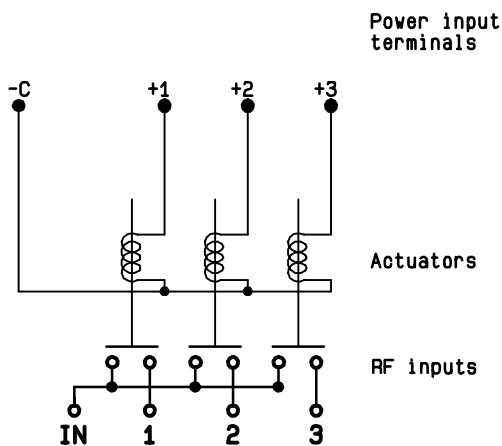 Power input
terminals
-C +1 +2 +3
Actuators
RF inputs
IN 1 2 3